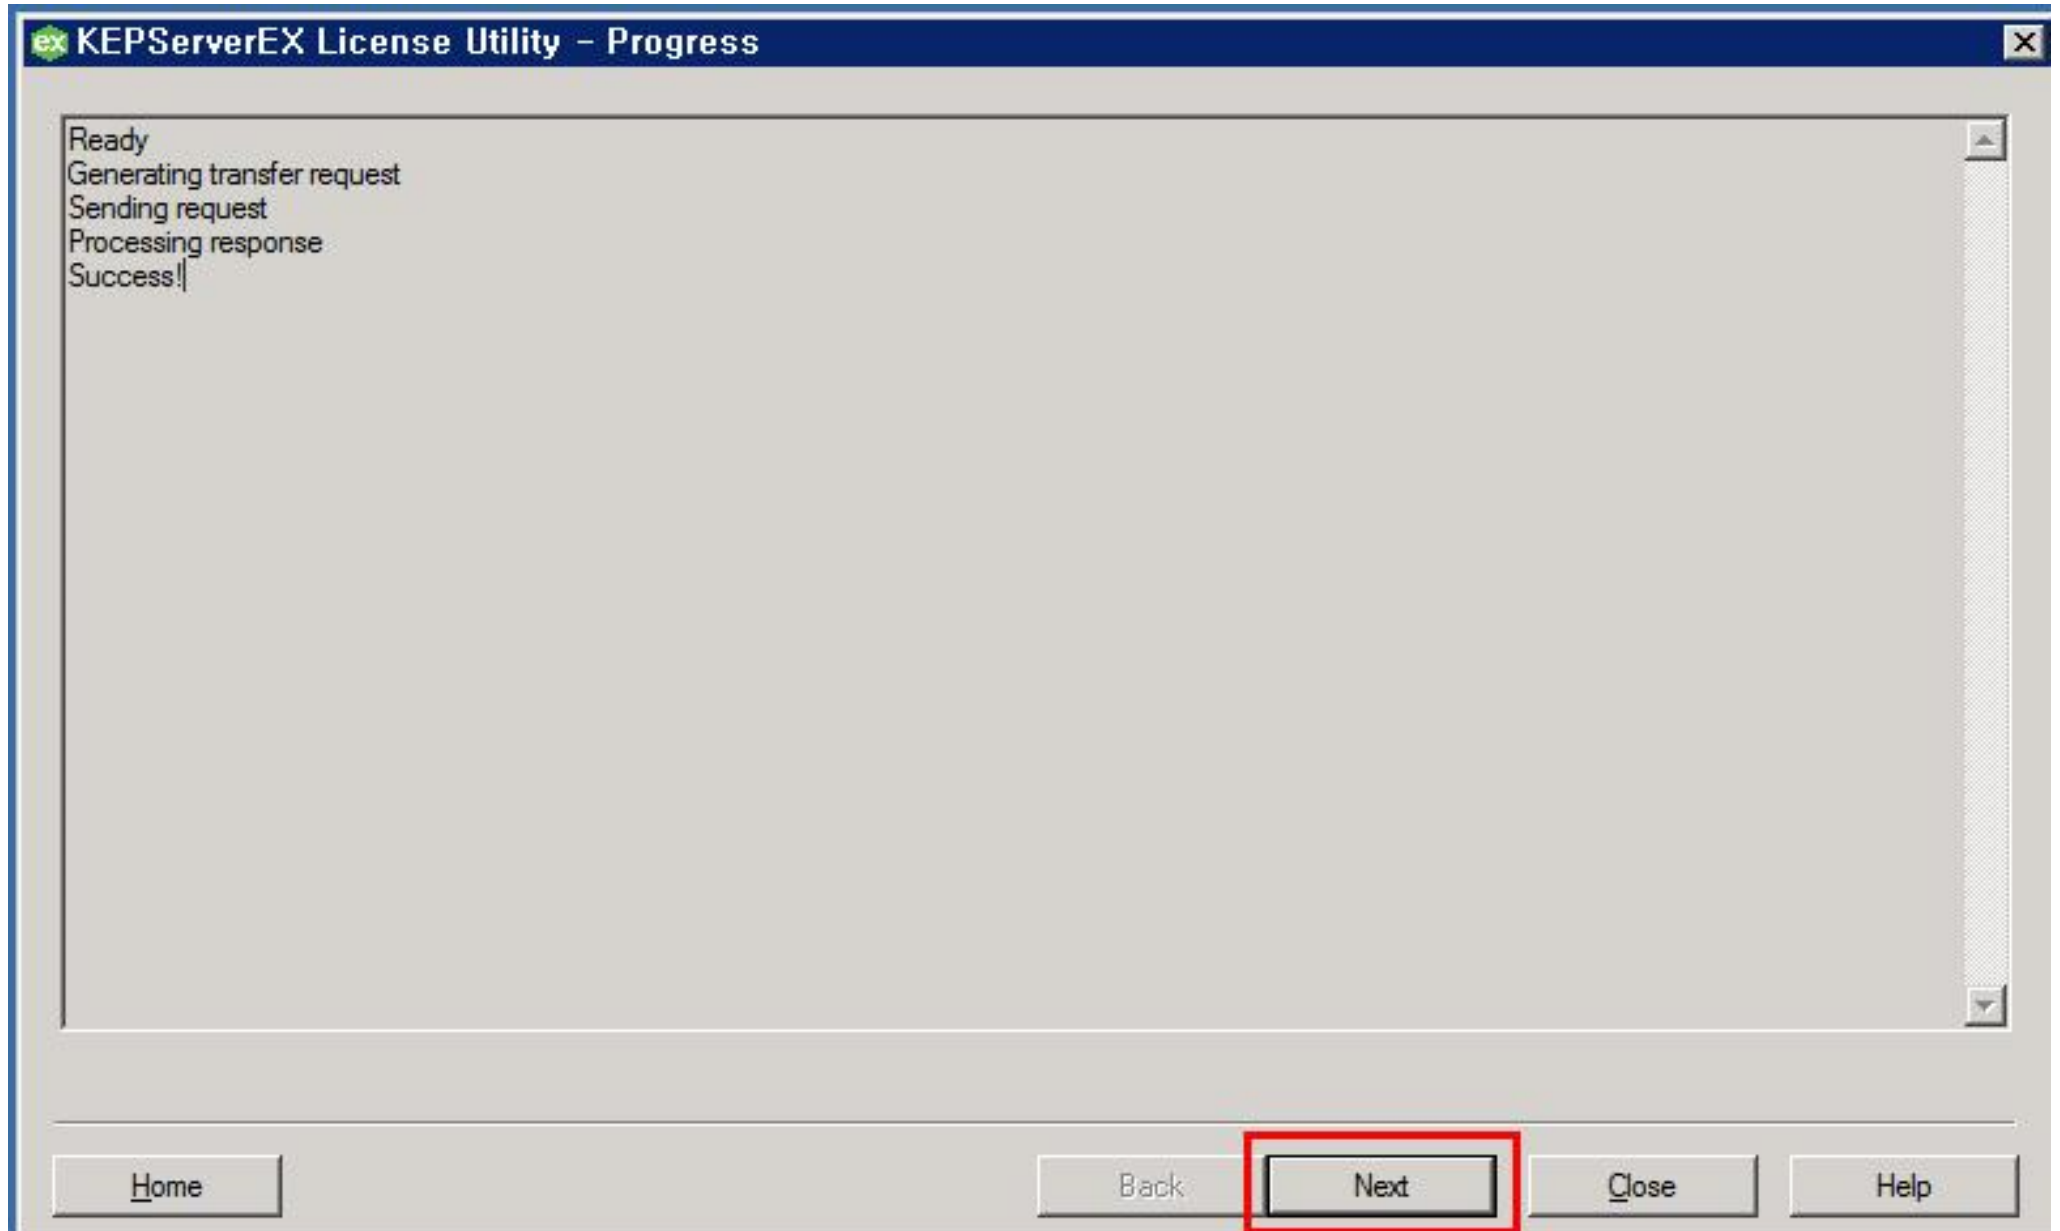 ex KEPServerEX License Utility - Progress
Ready
Generating transfer request
Sending request
Processing response
Success!
Home
Back
Next
Close
Help